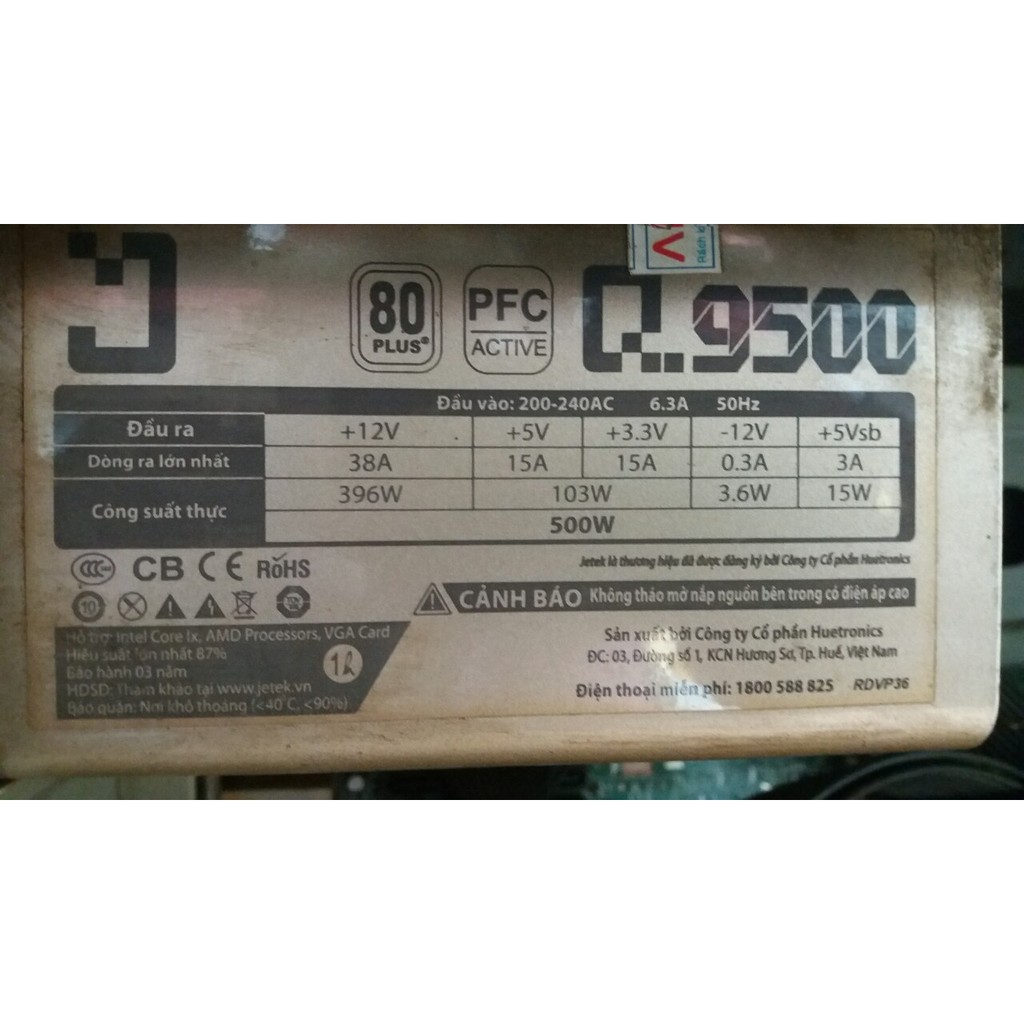 V
Rách
80
PLUS®
PFC
ACTIVE
Q.9500
Đầu vào: 200-240AC 6.3A 50Hz
Đầu ra +12V +5V +3.3V -12V +5Vsb
Dòng ra lớn nhất 38A 15A 15A 0.3A 3A
Công suất thực 396W 103W 3.6W 15W
500W
CCC CB CE RoHS
Jetek là thương hiệu đã được đăng ký bởi Công ty Cổ phần Huetronics
10
CẢNH BÁO Không tháo mở nắp nguồn bên trong có điện áp cao
Hỗ trợ: Intel Core Ix, AMD Processors, VGA Card
Hiệu suất lớn nhất 87%
Bảo hành 03 năm
HDSD: Tham khảo tại www.jetek.vn
Bảo quản: Nơi khô thoáng (<40°C, <90%)
Sản xuất bởi Công ty Cổ phần Huetronics
ĐC: 03, Đường số 1, KCN Hương Sơ, Tp. Huế, Việt Nam
Điện thoại miễn phí: 1800 588 825 RDVP36